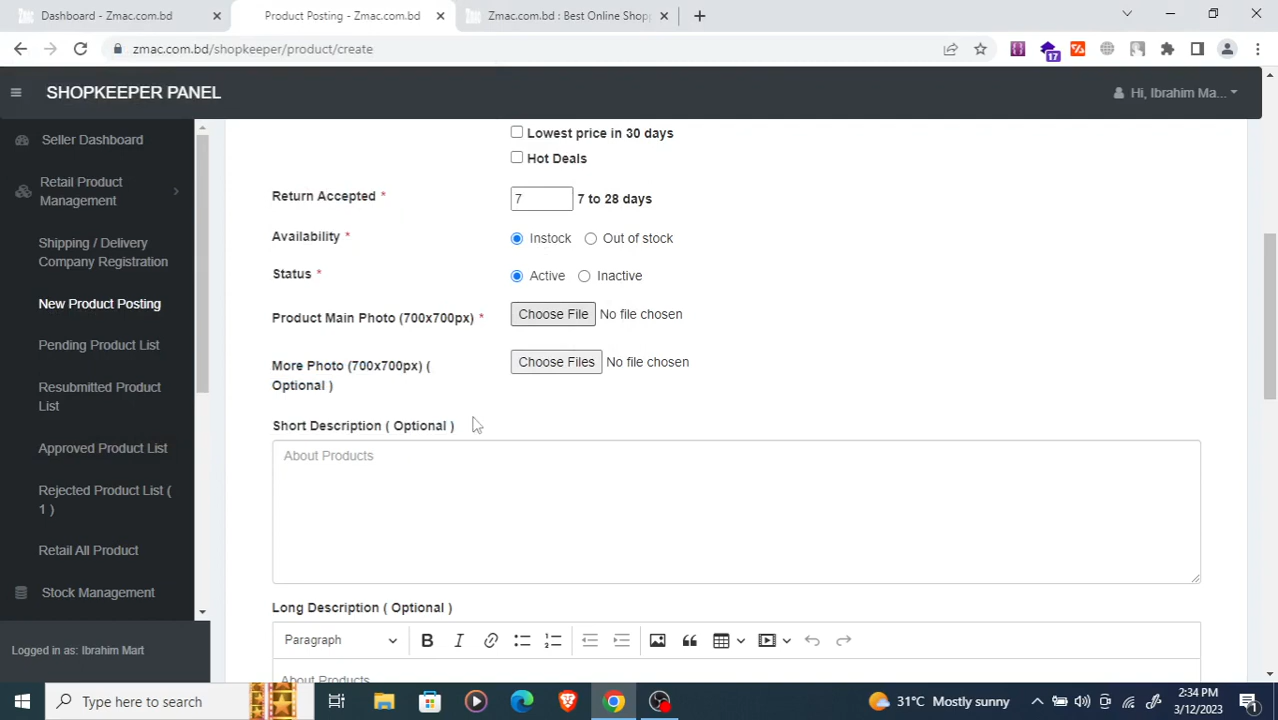 Dashboard - Zmac.com.bd
Product Posting - Zmac.com.bd
Zmac.com.bd : Best Online Shopp
zmac.com.bd/shopkeeper/product/create
17
SHOPKEEPER PANEL
Hi, Ibrahim Ma...
Seller Dashboard
Retail Product
Management
Shipping / Delivery
Company Registration
New Product Posting
Pending Product List
Resubmitted Product
List
Approved Product List
Rejected Product List (
1 )
Retail All Product
Stock Management
Logged in as: Ibrahim Mart
Lowest price in 30 days
Hot Deals
Return Accepted *
7
7 to 28 days
Availability *
Instock
Out of stock
Status *
Active
Inactive
Product Main Photo (700x700px) *
Choose File
No file chosen
More Photo (700x700px) (
Optional )
Choose Files
No file chosen
Short Description ( Optional )
About Products
Long Description ( Optional )
Paragraph
About Products
Type here to search
31°C Mostly sunny
2:34 PM
3/12/2023
1